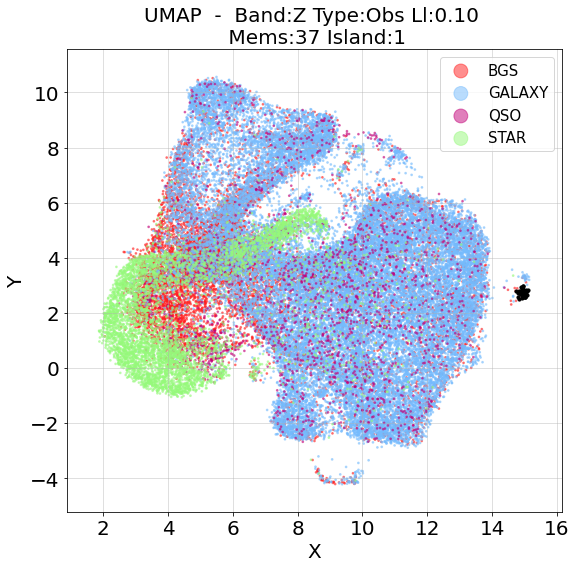 UMAP - Band:Z Type:Obs Ll:0.10
Mems:37 Island:1
BGS
GALAXY
QSO
STAR
Y
10
8
6
4
2
0
−2
−4
2 4 6 8 10 12 14 16
X